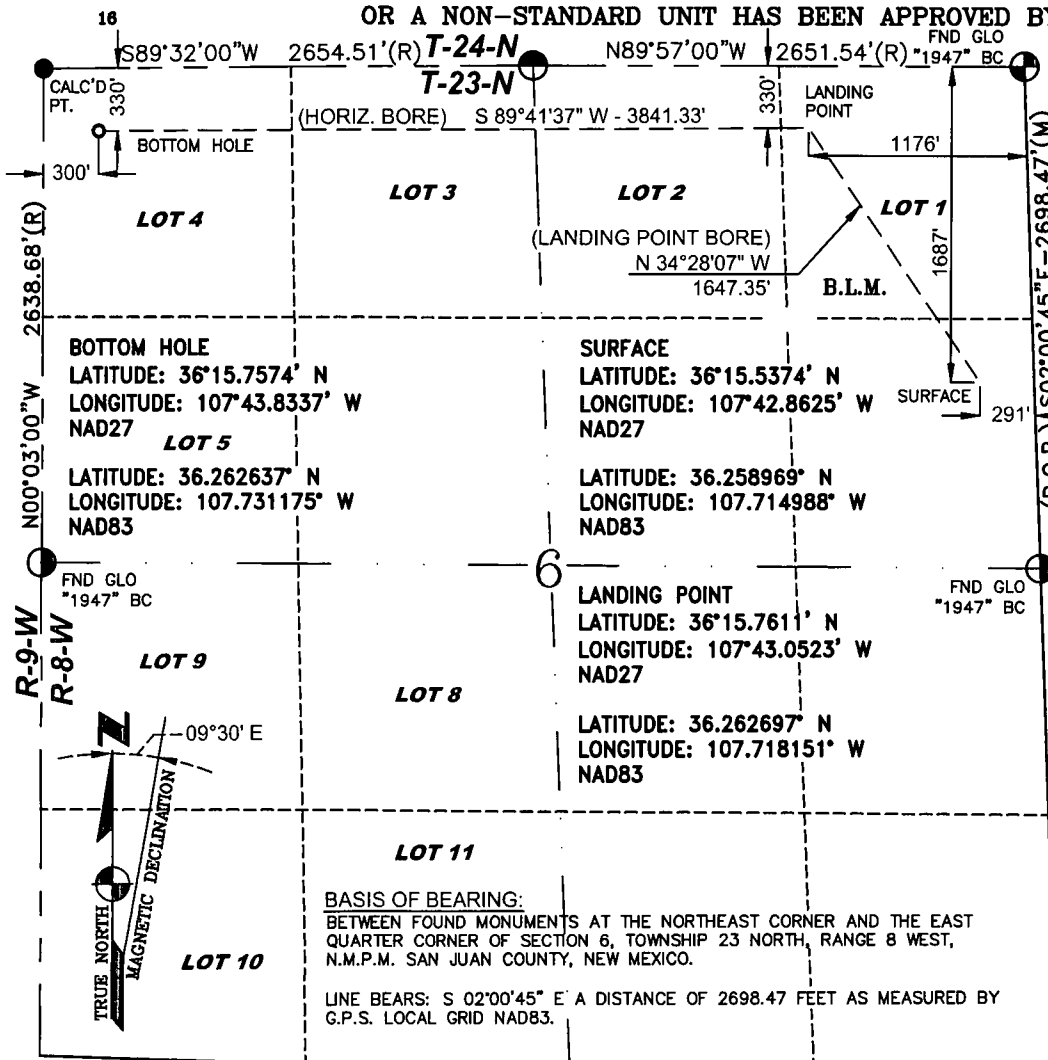 16
OR A NON-STANDARD UNIT HAS BEEN APPROVED BY
S89°32'00"W 2654.51'(R) T-24-N N89°57'00"W 2651.54'(R) FND GLO
"1947" BC
T-23-N
CALC'D
PT.
330'
330'
LANDING
POINT
(HORIZ. BORE) S 89°41'37" W - 3841.33'
BOTTOM HOLE
1176'
300'
LOT 4
LOT 3
LOT 2
LOT 1
(LANDING POINT BORE)
N 34°28'07" W
1647.35'
1687'
B.L.M.
N00°03'00"W 2638.68'(R)
S02°00'45"E-2698.47'(M)
SURFACE
291'
BOTTOM HOLE
LATITUDE: 36°15.7574' N
LONGITUDE: 107°43.8337' W
NAD27
LOT 5
LATITUDE: 36.262637° N
LONGITUDE: 107.731175° W
NAD83
SURFACE
LATITUDE: 36°15.5374' N
LONGITUDE: 107°42.8625' W
NAD27
LATITUDE: 36.258969° N
LONGITUDE: 107.714988° W
NAD83
6
FND GLO
"1947" BC
FND GLO
"1947" BC
LANDING POINT
LATITUDE: 36°15.7611' N
LONGITUDE: 107°43.0523' W
NAD27
LATITUDE: 36.262697° N
LONGITUDE: 107.718151° W
NAD83
R-9-W
R-8-W
LOT 9
LOT 8
N
09°30' E
TRUE NORTH
MAGNETIC DECLINATION
LOT 11
LOT 10
BASIS OF BEARING:
BETWEEN FOUND MONUMENTS AT THE NORTHEAST CORNER AND THE EAST
QUARTER CORNER OF SECTION 6, TOWNSHIP 23 NORTH, RANGE 8 WEST,
N.M.P.M. SAN JUAN COUNTY, NEW MEXICO.
LINE BEARS: S 02°00'45" E A DISTANCE OF 2698.47 FEET AS MEASURED BY
G.P.S. LOCAL GRID NAD83.